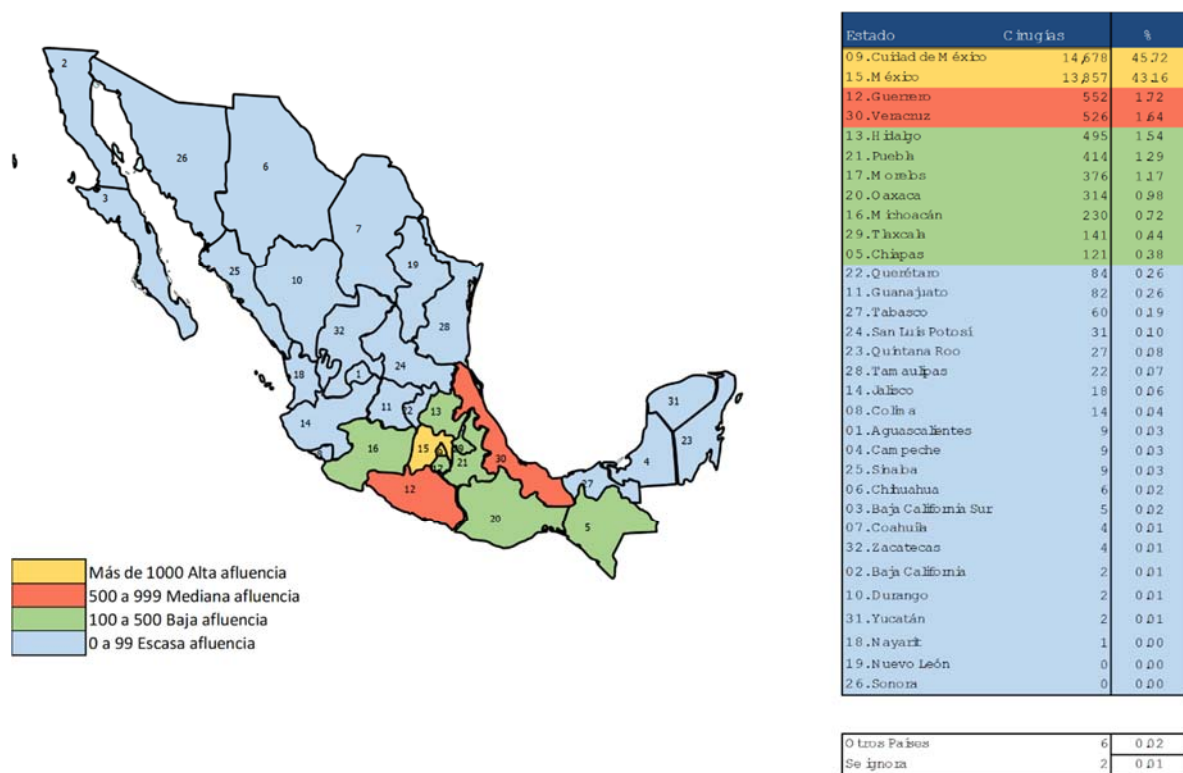 2
26
6
3
7
25
10
19
32
28
18
1
24
11
22
13
14
16
15
21
12
30
20
5
31
23
4
27
Más de 1000 Alta afluencia
500 a 999 Mediana afluencia
100 a 500 Baja afluencia
0 a 99 Escasa afluencia
Estado Cirugías %
09.Cuidad de México 14,678 45.72
15.México 13,857 43.16
12.Guerrero 552 1.72
30.Veracruz 526 1.64
13.Hidalgo 495 1.54
21.Puebla 414 1.29
17.Morelos 376 1.17
20.Oaxaca 314 0.98
16.Michoacán 230 0.72
29.Tlaxcala 141 0.44
05.Chiapas 121 0.38
22.Querétaro 84 0.26
11.Guanajuato 82 0.26
27.Tabasco 60 0.19
24.San Luis Potosí 31 0.10
23.Quintana Roo 27 0.08
28.Tamaulipas 22 0.07
14.Jalisco 18 0.06
08.Colima 14 0.04
01.Aguascalientes 9 0.03
04.Campeche 9 0.03
25.Sinaloa 9 0.03
06.Chihuahua 6 0.02
03.Baja California Sur 5 0.02
07.Coahuila 4 0.01
32.Zacatecas 4 0.01
02.Baja California 2 0.01
10.Durango 2 0.01
31.Yucatán 2 0.01
18.Nayarit 1 0.00
19.Nuevo León 0 0.00
26.Sonora 0 0.00
Otros Países 6 0.02
Se ignora 2 0.01